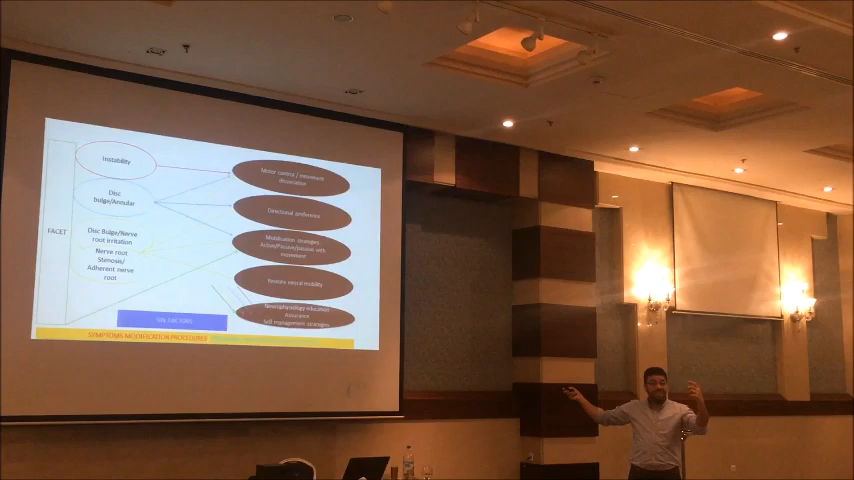 Instability
Disc
bulge/Annular
FACET
Disc Bulge/Nerve
root irritation
Nerve root
Stenosis/
Adherent nerve
root
Motor control / movement
dissociation
Directional preference
Mobilisation strategies:
Active/Passive/passive with
movement
Restore neural mobility
Neurophysiology education
Assurance
Self management strategies
FACTORS
SYMPTOMS MODIFICATION PROCEDURES